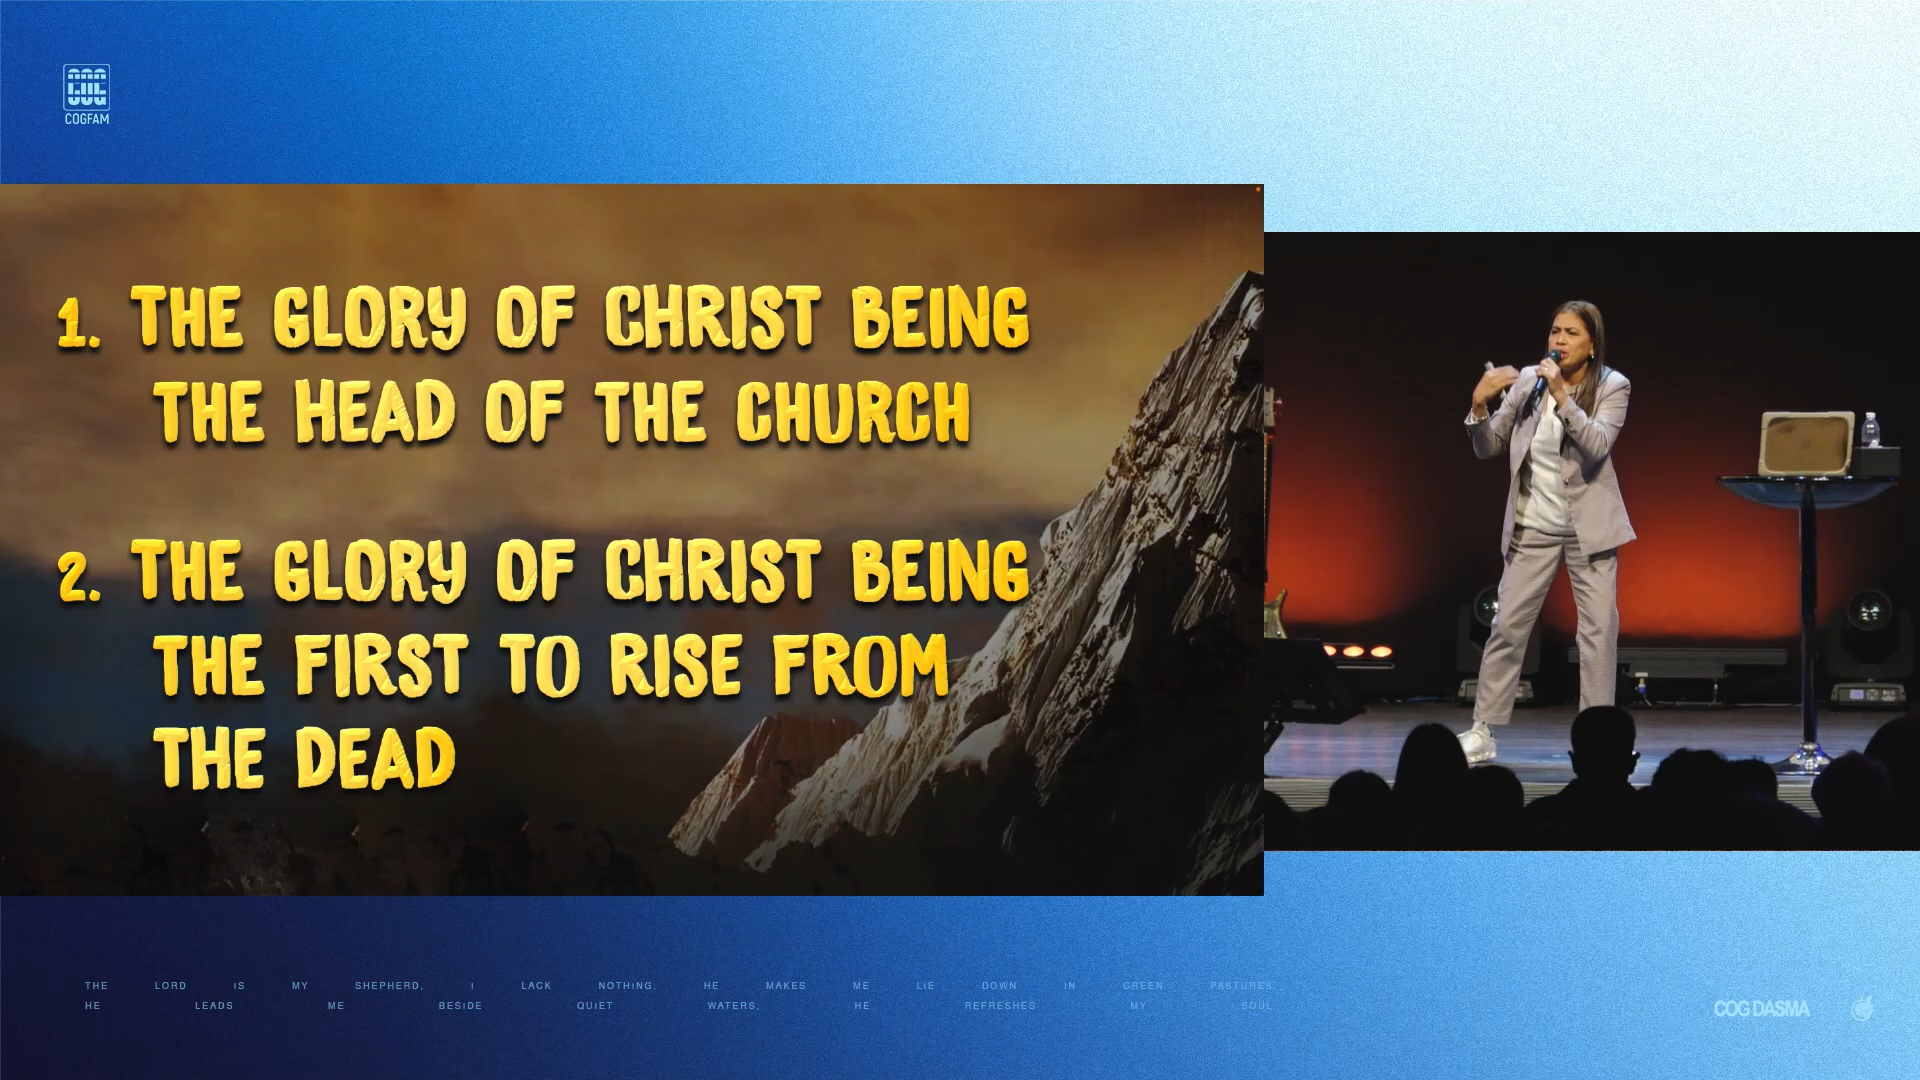 COGFAM
1. THE GLORY OF CHRIST BEING
THE HEAD OF THE CHURCH
2. THE GLORY OF CHRIST BEING
THE FIRST TO RISE FROM
THE DEAD
THE LORD IS MY SHEPHERD, I LACK NOTHING. HE MAKES ME LIE DOWN IN GREEN PASTURES,
HE LEADS ME BESIDE QUIET WATERS, HE REFRESHES MY SOUL
COG DASMA